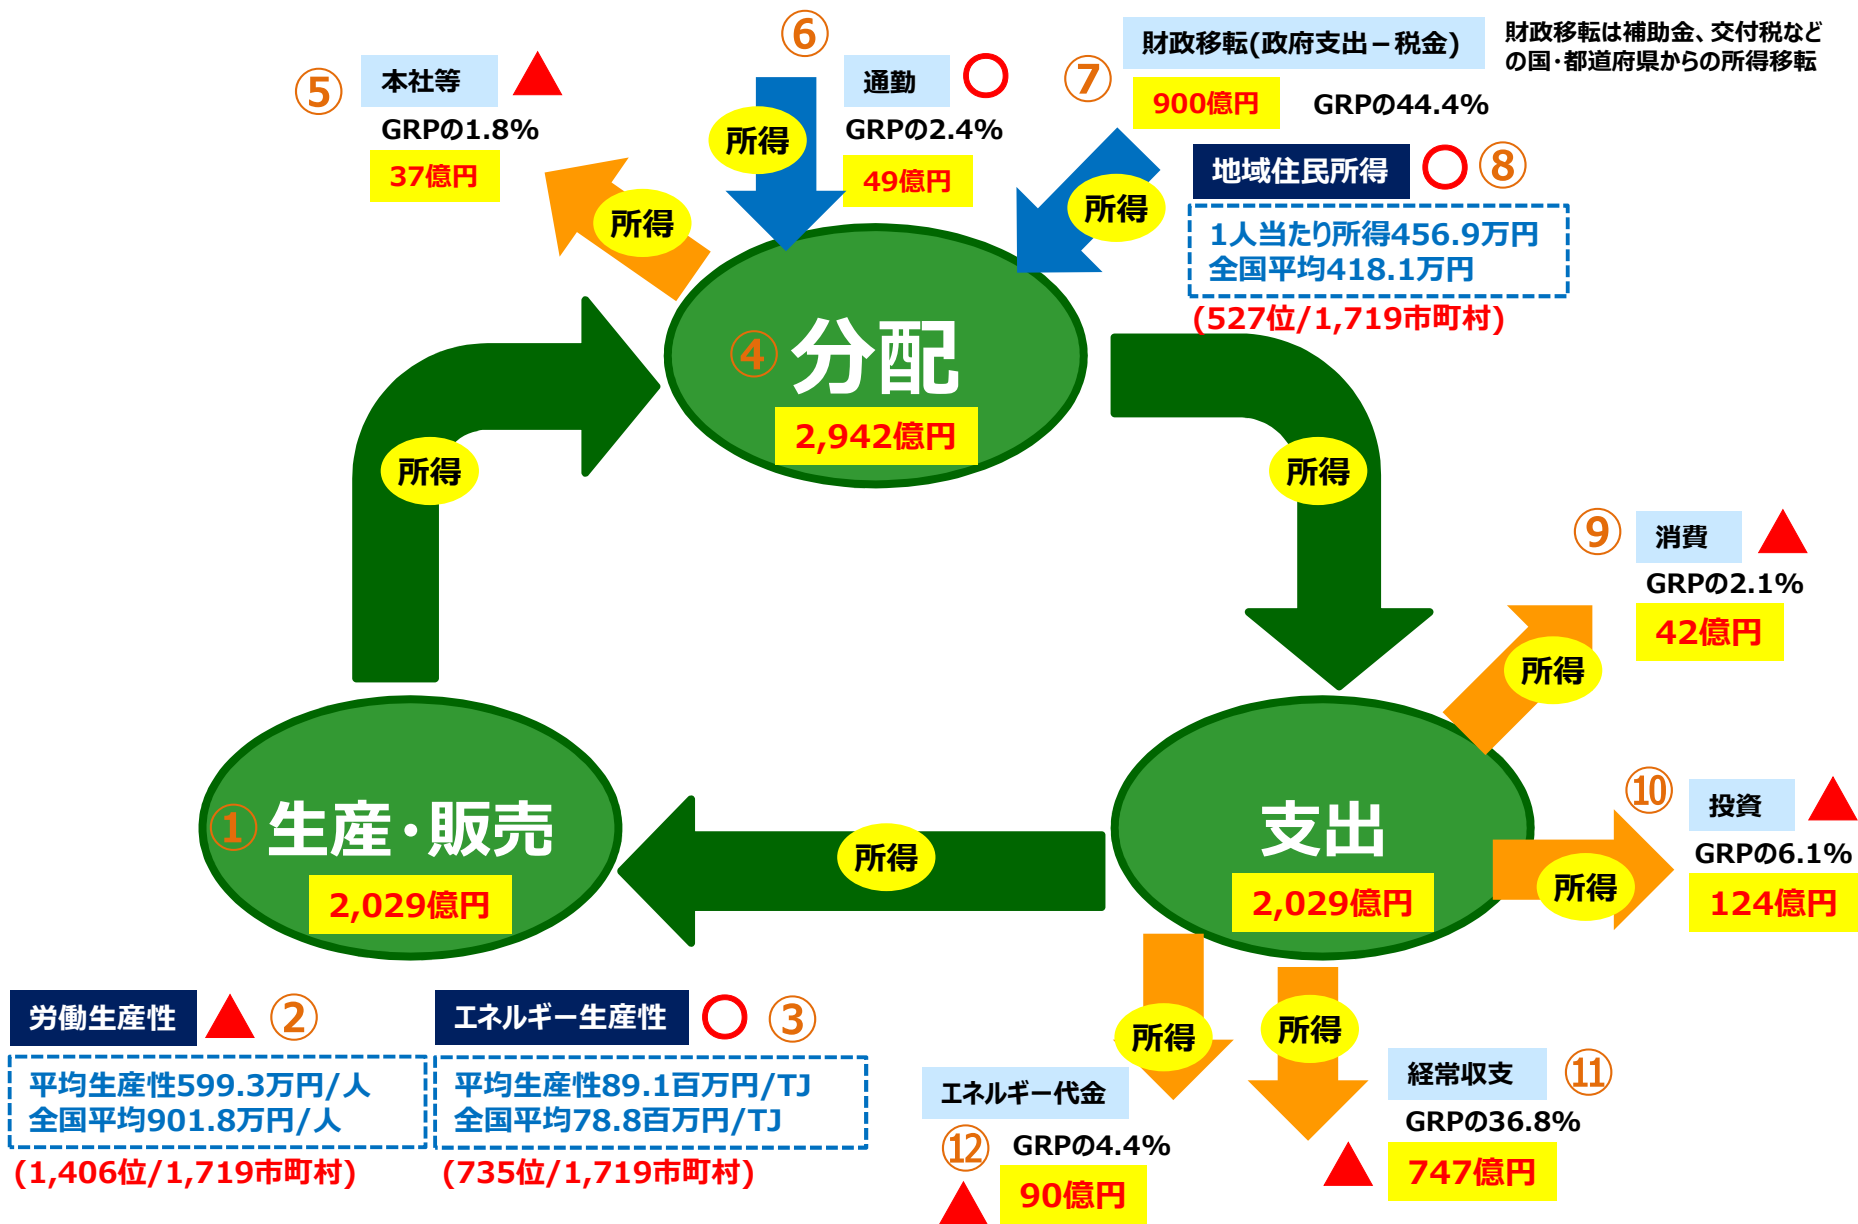 ⑤
本社等
GRPの1.8%
37億円
所得
⑥
通勤
GRPの2.4%
49億円
所得
⑦
財政移転(政府支出－税金)
900億円
GRPの44.4%
財政移転は補助金、交付税など
の国・都道府県からの所得移転
所得
地域住民所得
⑧
1人当たり所得456.9万円
全国平均418.1万円
(527位/1,719市町村)
④
分配
2,942億円
所得
所得
⑨
消費
GRPの2.1%
42億円
所得
⑩
投資
GRPの6.1%
124億円
所得
①
生産・販売
2,029億円
所得
支出
2,029億円
労働生産性
②
平均生産性599.3万円/人
全国平均901.8万円/人
(1,406位/1,719市町村)
エネルギー生産性
③
平均生産性89.1百万円/TJ
全国平均78.8百万円/TJ
(735位/1,719市町村)
所得
エネルギー代金
⑫
GRPの4.4%
90億円
所得
経常収支
⑪
GRPの36.8%
747億円